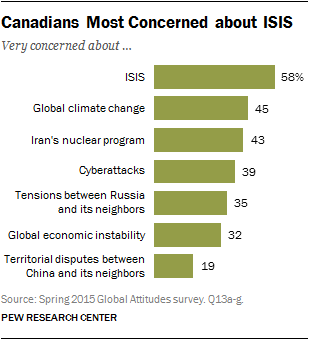 Canadians Most Concerned about ISIS
Very concerned about ...
ISIS 58%
Global climate change 45
Iran's nuclear program 43
Cyberattacks 39
Tensions between Russia
and its neighbors 35
Global economic instability 32
Territorial disputes between
China and its neighbors 19
Source: Spring 2015 Global Attitudes survey. Q13a-g.
PEW RESEARCH CENTER